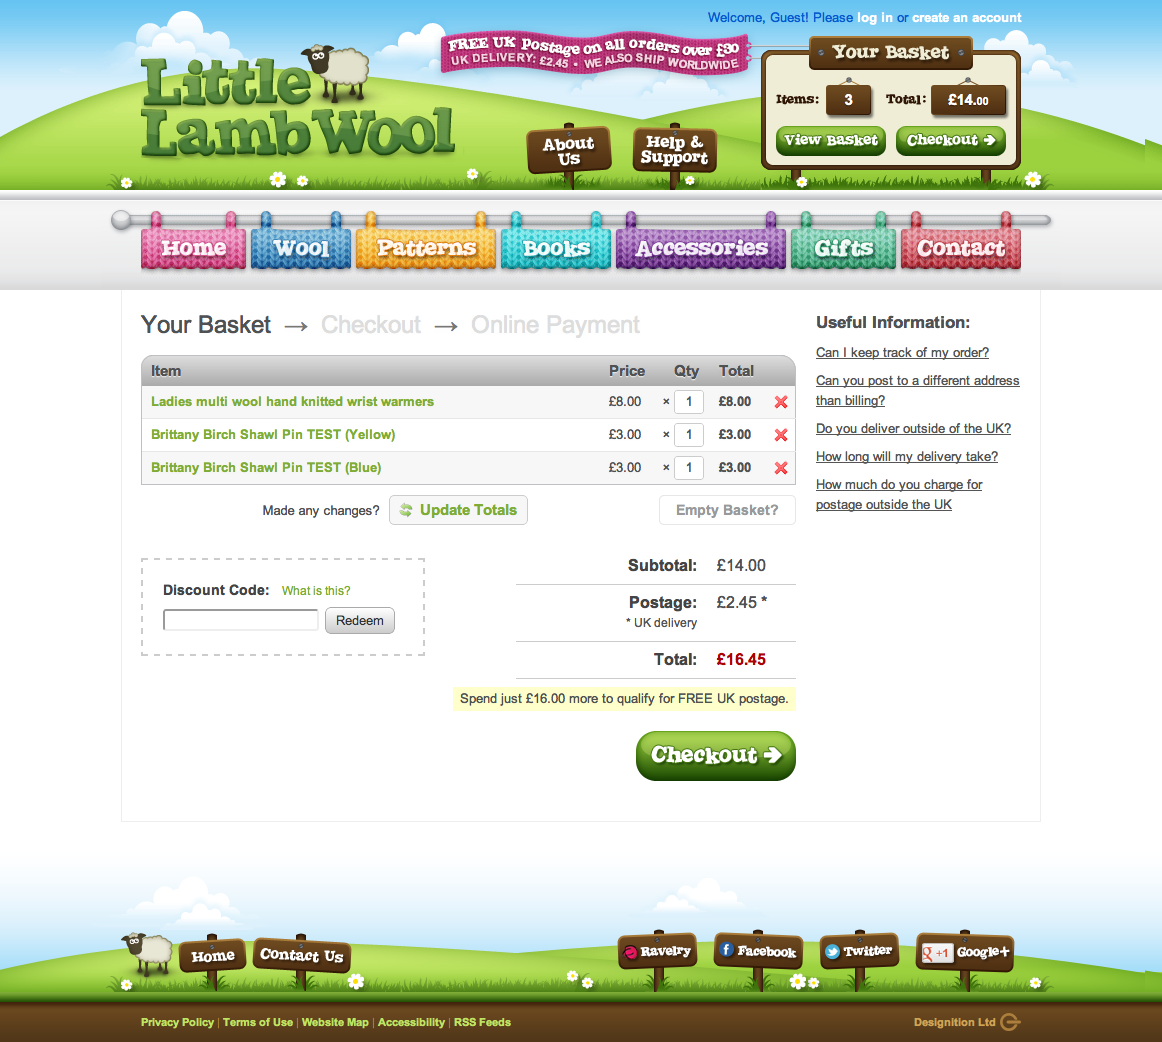 Welcome, Guest! Please log in or create an account
Little
Lamb Wool
FREE UK Postage on all orders over £30
UK DELIVERY: £2.45 • WE ALSO SHIP WORLDWIDE
Your Basket
Items: 3 Total: £14.00
View Basket Checkout →
About
Us
Help &
Support
Home Wool Patterns Books Accessories Gifts Contact
Your Basket → Checkout → Online Payment
Item Price Qty Total
Ladies multi wool hand knitted wrist warmers £8.00 × 1 £8.00
Brittany Birch Shawl Pin TEST (Yellow) £3.00 × 1 £3.00
Brittany Birch Shawl Pin TEST (Blue) £3.00 × 1 £3.00
Made any changes? Update Totals Empty Basket?
Useful Information:
Can I keep track of my order?
Can you post to a different address
than billing?
Do you deliver outside of the UK?
How long will my delivery take?
How much do you charge for
postage outside the UK
Discount Code: What is this?
Redeem
Subtotal: £14.00
Postage: £2.45 *
* UK delivery
Total: £16.45
Spend just £16.00 more to qualify for FREE UK postage.
Checkout →
Home Contact Us Ravelry Facebook Twitter g +1 Google+
Privacy Policy | Terms of Use | Website Map | Accessibility | RSS Feeds
Designition Ltd